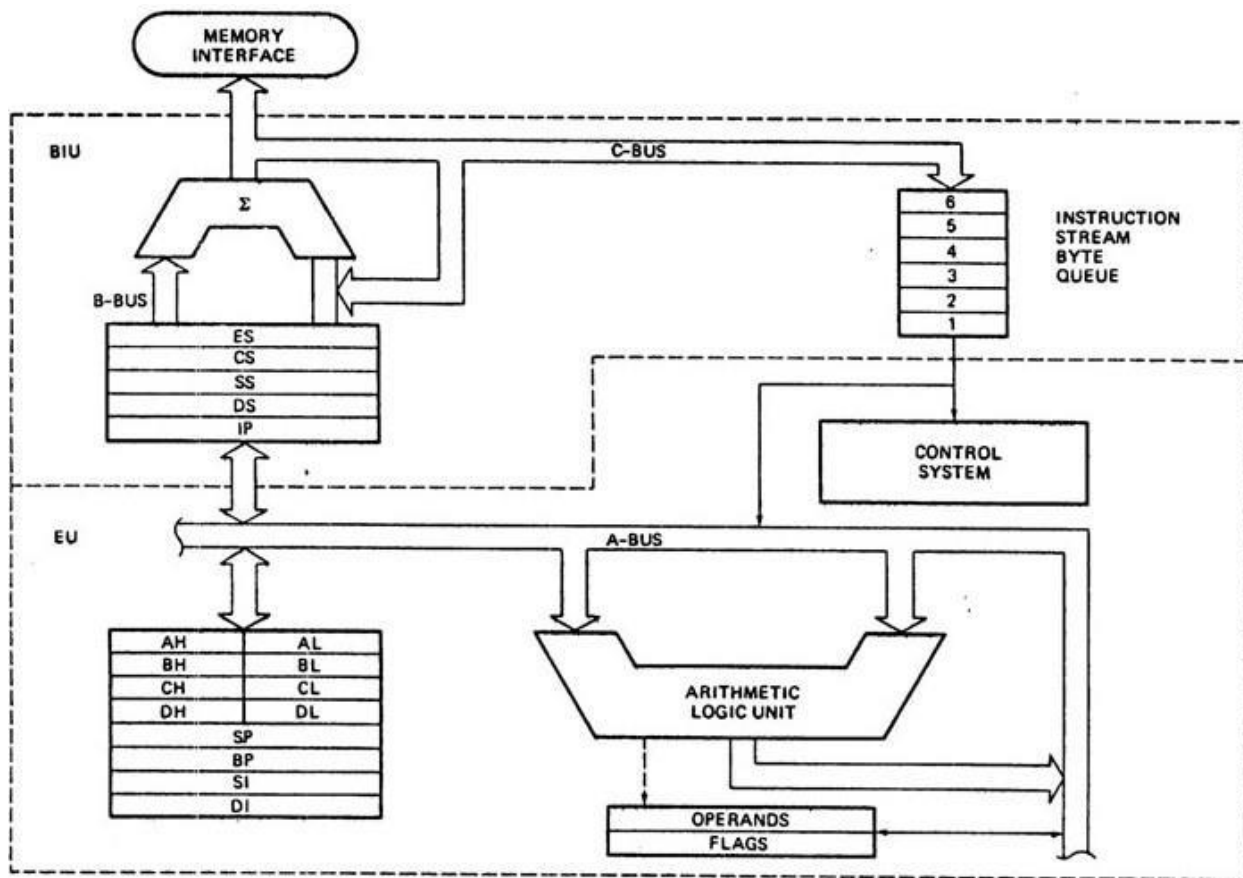 MEMORY
INTERFACE
BIU
C-BUS
Σ
6
5
4
3
2
1
INSTRUCTION
STREAM
BYTE
QUEUE
B-BUS
ES
CS
SS
DS
IP
CONTROL
SYSTEM
EU
A-BUS
AH AL
BH BL
CH CL
DH DL
SP
BP
SI
DI
ARITHMETIC
LOGIC UNIT
OPERANDS
FLAGS